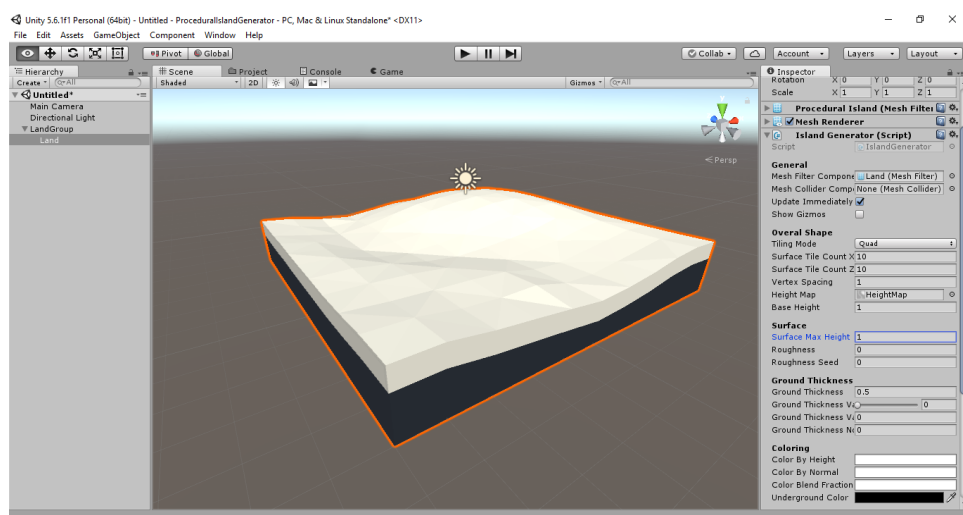 Unity 5.6.1f1 Personal (64bit) - Untitled - ProceduralIslandGenerator - PC, Mac & Linux Standalone* <DX11>
File Edit Assets GameObject Component Window Help
Pivot Global Collab Account Layers Layout
Hierarchy
Create All
Untitled*
Main Camera
Directional Light
LandGroup
Land
Scene Project Console Game
Shaded 2D Gizmos All
y
Persp
Inspector
Rotation X 0 Y 0 Z 0
Scale X 1 Y 1 Z 1
Procedural Island (Mesh Filter
Mesh Renderer
Island Generator (Script)
Script IslandGenerator
General
Mesh Filter Compone Land (Mesh Filter)
Mesh Collider Comp None (Mesh Collider)
Update Immediately
Show Gizmos
Overal Shape
Tiling Mode Quad
Surface Tile Count X 10
Surface Tile Count Z 10
Vertex Spacing 1
Height Map HeightMap
Base Height 1
Surface
Surface Max Height 1
Roughness 0
Roughness Seed 0
Ground Thickness
Ground Thickness 0.5
Ground Thickness Va 0
Ground Thickness Va 0
Ground Thickness No 0
Coloring
Color By Height
Color By Normal
Color Blend Fraction
Underground Color